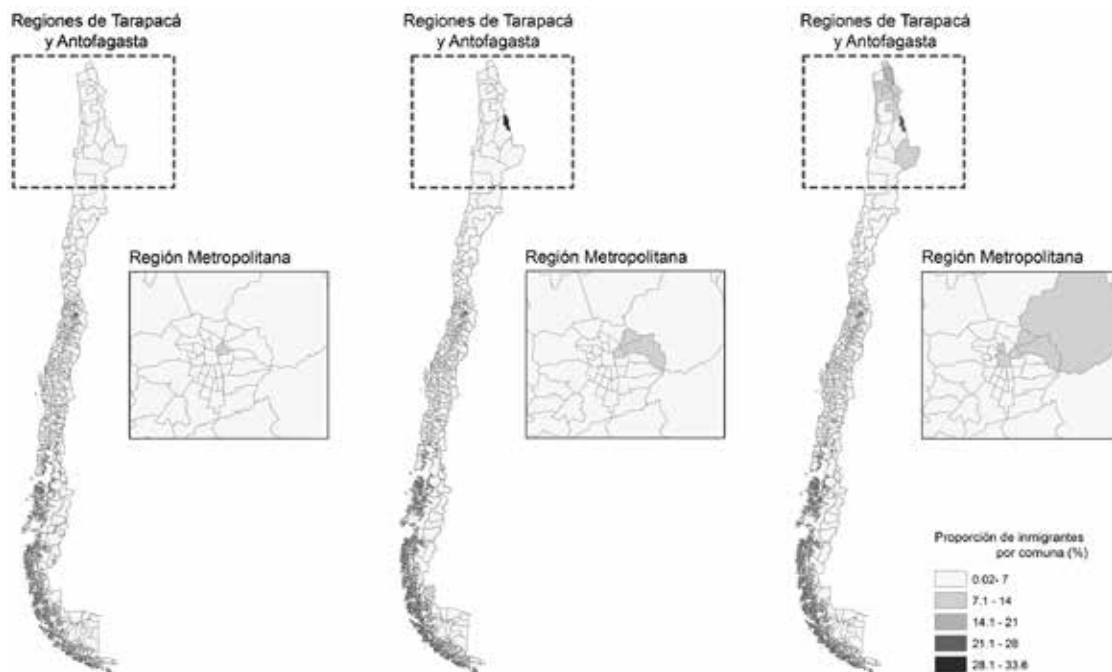 Regiones de Tarapacá
y Antofagasta
Región Metropolitana
Regiones de Tarapacá
y Antofagasta
Región Metropolitana
Regiones de Tarapacá
y Antofagasta
Región Metropolitana
Proporción de inmigrantes
por comuna (%)
0.02- 7
7.1 - 14
14.1 - 21
21.1 - 28
28.1 - 33.6